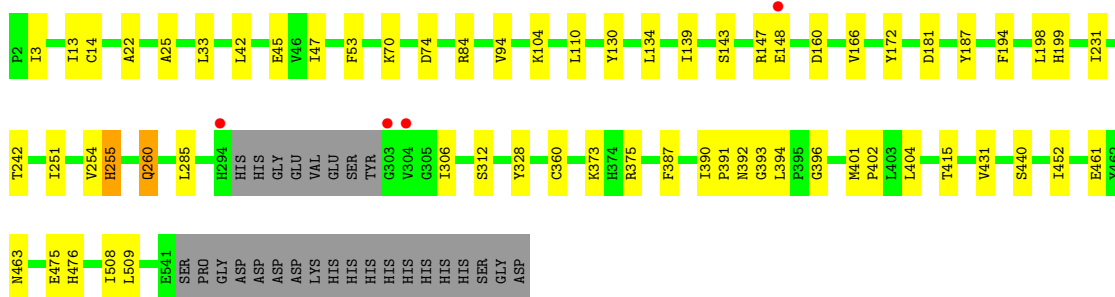 P2 I3 I13 C14 A22 A25 L33 L42 E45 V46 I47 F53 K70 D74 R84 V94 K104 L110 Y130 L134 I139 S143 R147 E148 D160 V166 Y172 D181 Y187 F194 L198 H199 I231
T242 I251 V254 H255 Q260 L285 H294 HIS HIS GLY GLU VAL GLU SER TYR G303 V304 G305 I306 S312 Y328 C360 K373 H374 R375 F387 I390 P391 N392 G393 L394 P395 G396 M401 P402 L403 L404 T415 V431 S440 I452 E461 Y462
N463 E475 H476 I508 L509 E541 SER PRO GLY ASP ASP ASP ASP LYS HIS HIS HIS HIS HIS HIS HIS HIS SER GLY ASP